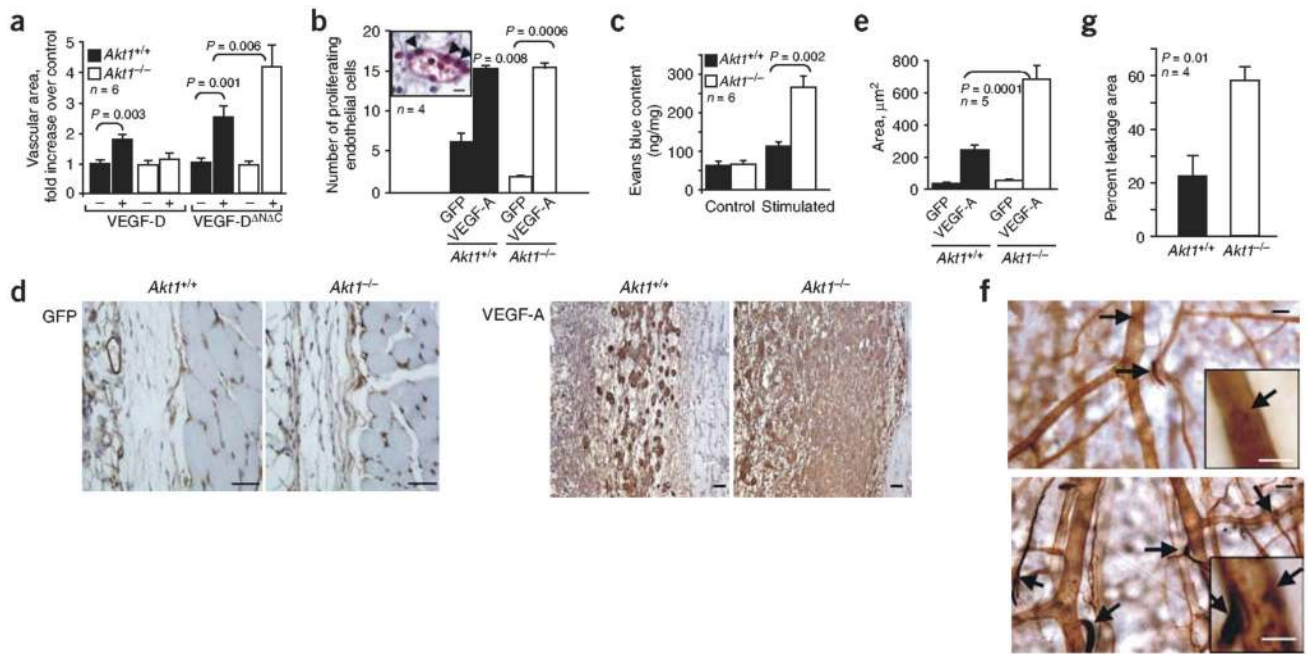 a
Vascular area,
fold increase over control
5
4
3
2
1
0
Akt1+/+
Akt1−/−
n = 6
P = 0.003
P = 0.001
P = 0.006
− + − + − + − +
VEGF-D VEGF-DΔNΔC
b
Number of proliferating
endothelial cells
20
15
10
5
0
P = 0.0006
P = 0.008
n = 4
GFP VEGF-A GFP VEGF-A
Akt1+/+ Akt1−/−
c
Evans blue content
(ng/mg)
300
200
100
0
Akt1+/+
Akt1−/−
n = 6
P = 0.002
Control Stimulated
e
Area, μm²
800
600
400
200
0
P = 0.0001
n = 5
GFP VEGF-A GFP VEGF-A
Akt1+/+ Akt1−/−
g
Percent leakage area
60
40
20
0
P = 0.01
n = 4
Akt1+/+ Akt1−/−
d
Akt1+/+ Akt1−/− Akt1+/+ Akt1−/−
GFP VEGF-A
f